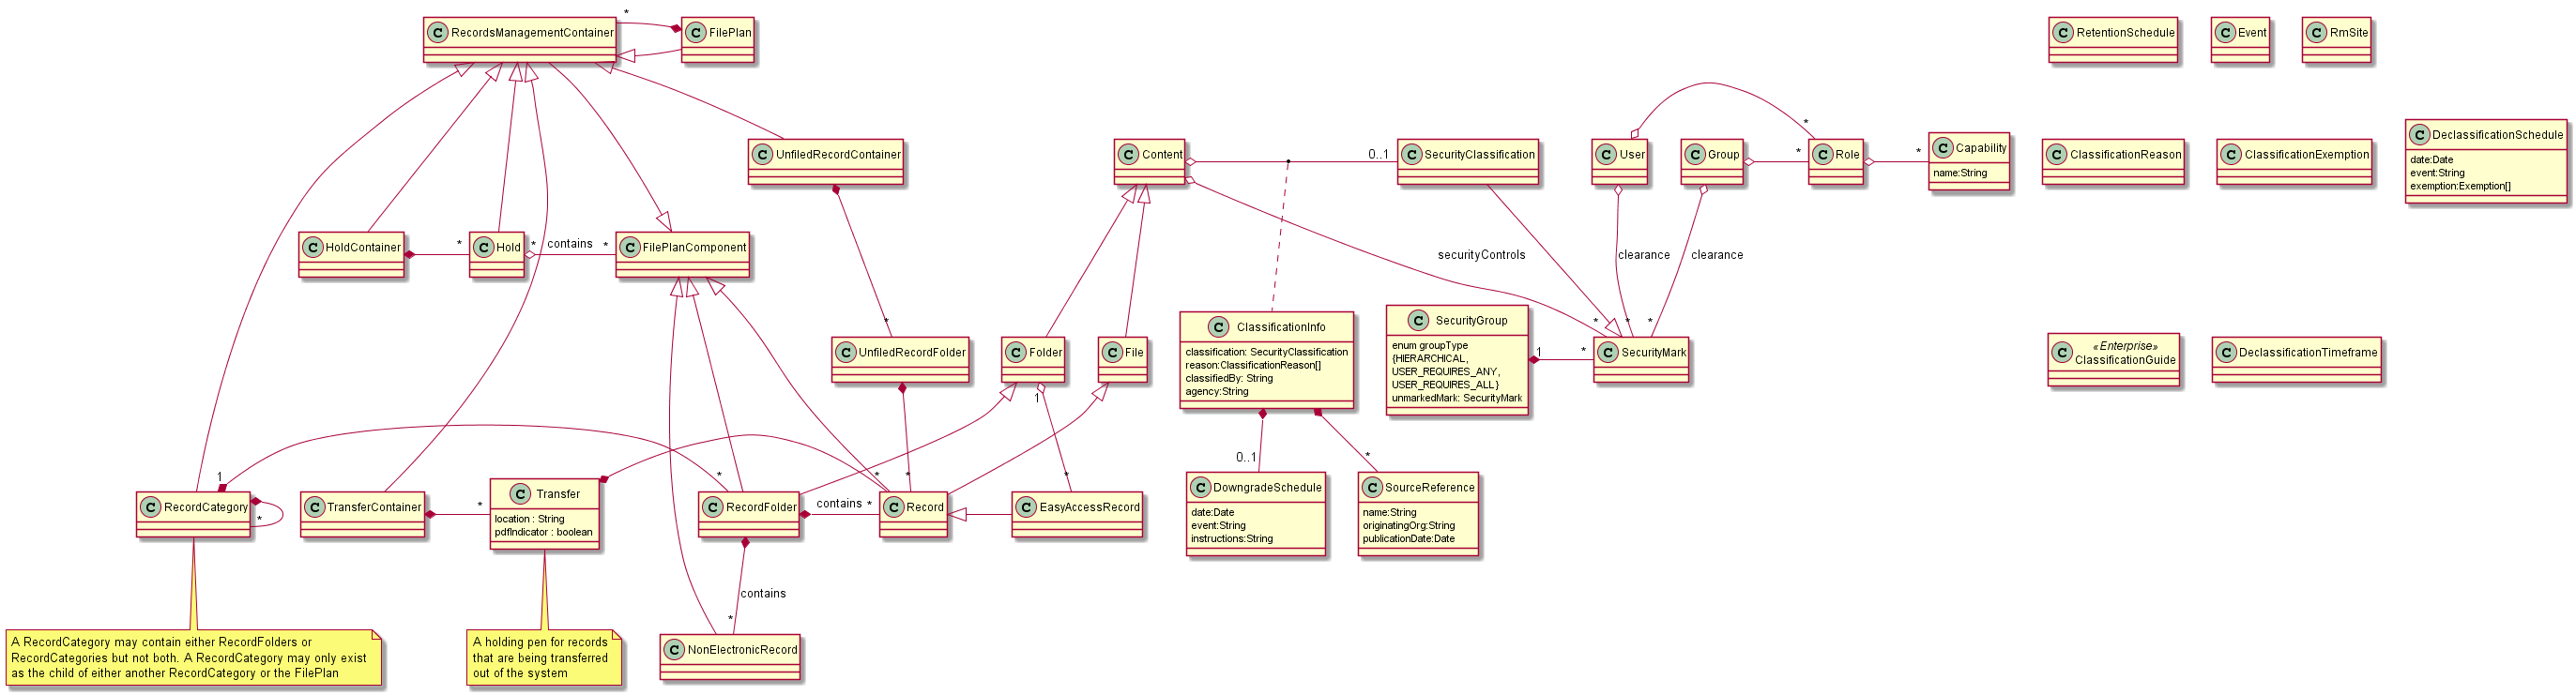 *
C RecordsManagementContainer
C FilePlan
C RetentionSchedule
C Event
C RmSite
C UnfiledRecordContainer
C Content
0..1
C SecurityClassification
C User
*
C Group
*
C Role
*
C Capability
name:String
C ClassificationReason
C ClassificationExemption
C DeclassificationSchedule
date:Date
event:String
exemption:Exemption[]
C HoldContainer
*
C Hold
*
contains
*
C FilePlanComponent
securityControls
clearance
clearance
*
C UnfiledRecordFolder
C Folder
C File
C ClassificationInfo
classification: SecurityClassification
reason:ClassificationReason[]
classifiedBy: String
agency:String
C SecurityGroup
enum groupType
{HIERARCHICAL,
USER_REQUIRES_ANY,
USER_REQUIRES_ALL}
unmarkedMark: SecurityMark
1
*
*
*
*
C SecurityMark
C «Enterprise»
ClassificationGuide
C DeclassificationTimeframe
1
1
*
*
*
*
0..1
*
C RecordCategory
*
C TransferContainer
*
C Transfer
location : String
pdfIndicator : boolean
C RecordFolder
contains
*
C Record
C EasyAccessRecord
C DowngradeSchedule
date:Date
event:String
instructions:String
C SourceReference
name:String
originatingOrg:String
publicationDate:Date
contains
*
A RecordCategory may contain either RecordFolders or
RecordCategories but not both. A RecordCategory may only exist
as the child of either another RecordCategory or the FilePlan
A holding pen for records
that are being transferred
out of the system
C NonElectronicRecord